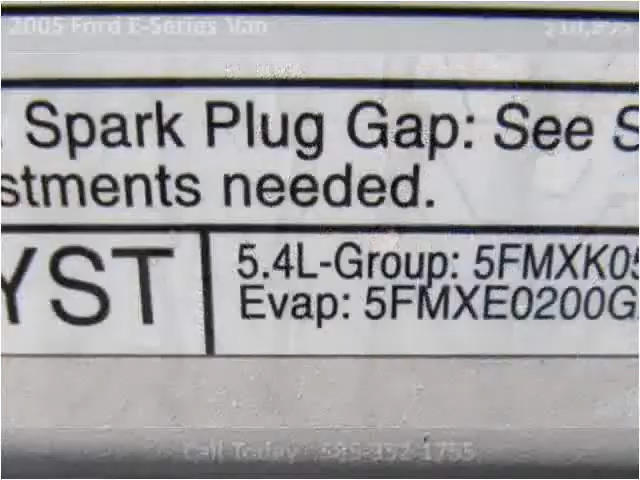 2005 Ford E-Series Van
Spark Plug Gap: See S
stments needed.
YST
5.4L-Group: 5FMXK05
Evap: 5FMXE0200G
Call Today